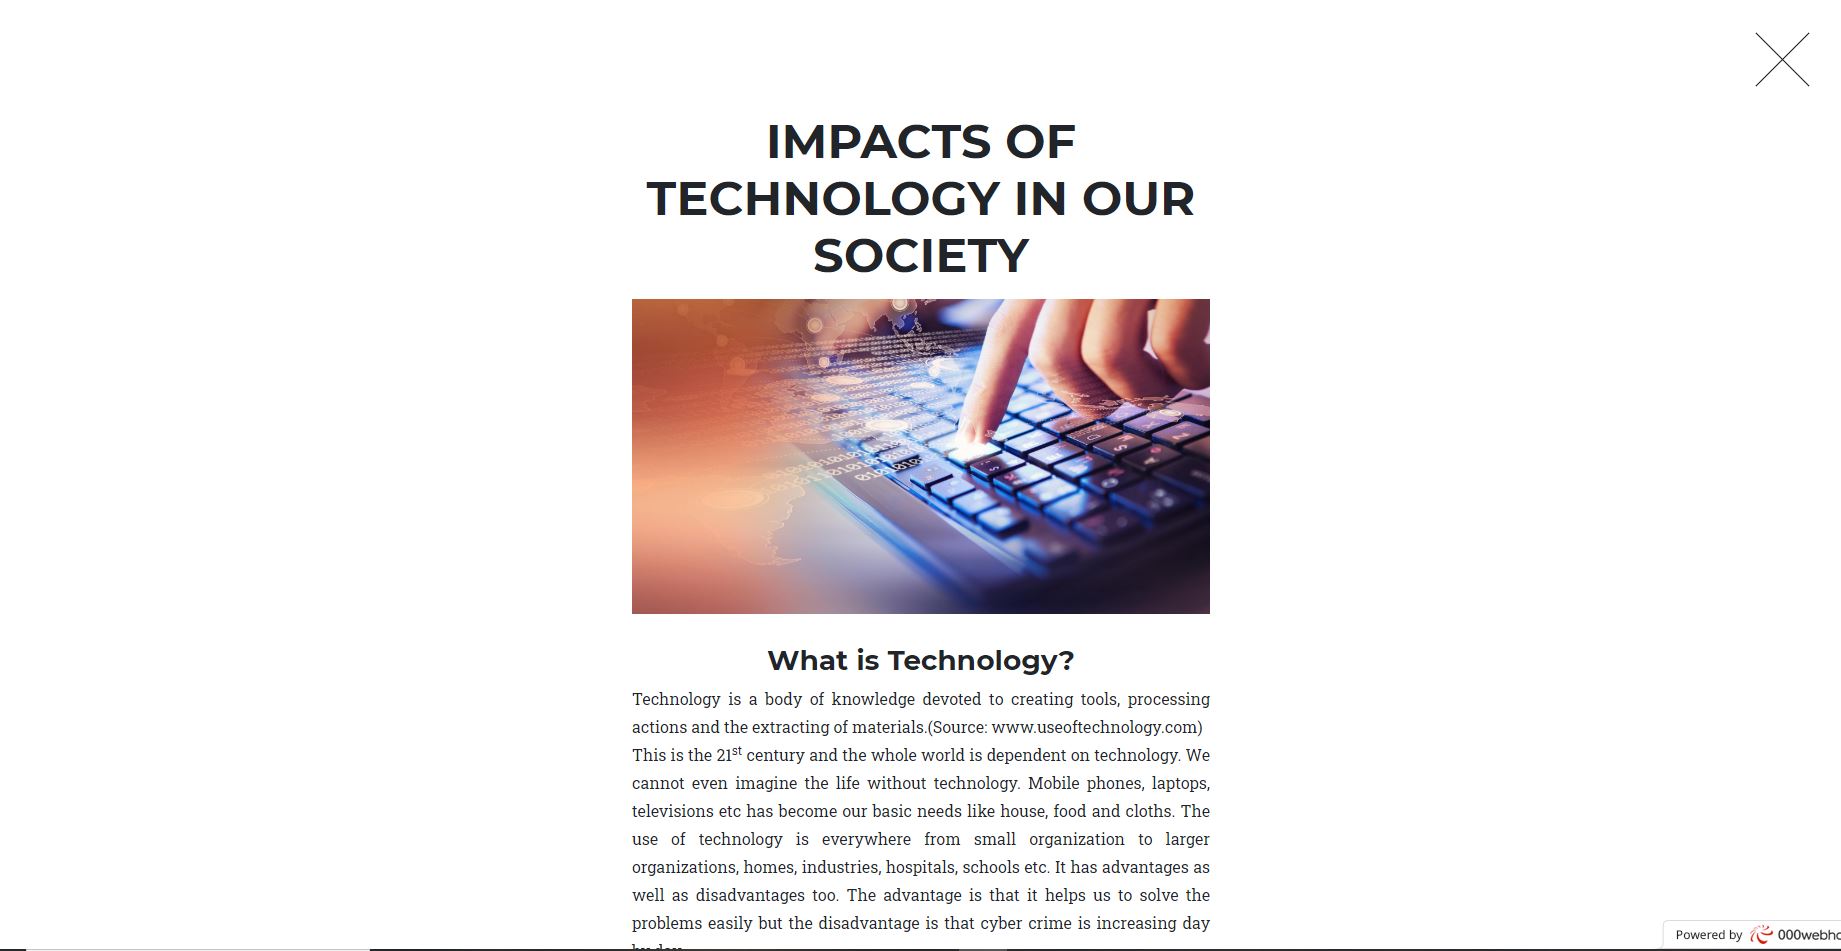 IMPACTS OF
TECHNOLOGY IN OUR
SOCIETY
What is Technology?
Technology is a body of knowledge devoted to creating tools, processing
actions and the extracting of materials.(Source: www.useoftechnology.com)
This is the 21st century and the whole world is dependent on technology. We
cannot even imagine the life without technology. Mobile phones, laptops,
televisions etc has become our basic needs like house, food and cloths. The
use of technology is everywhere from small organization to larger
organizations, homes, industries, hospitals, schools etc. It has advantages as
well as disadvantages too. The advantage is that it helps us to solve the
problems easily but the disadvantage is that cyber crime is increasing day
by day
Powered by 000webho